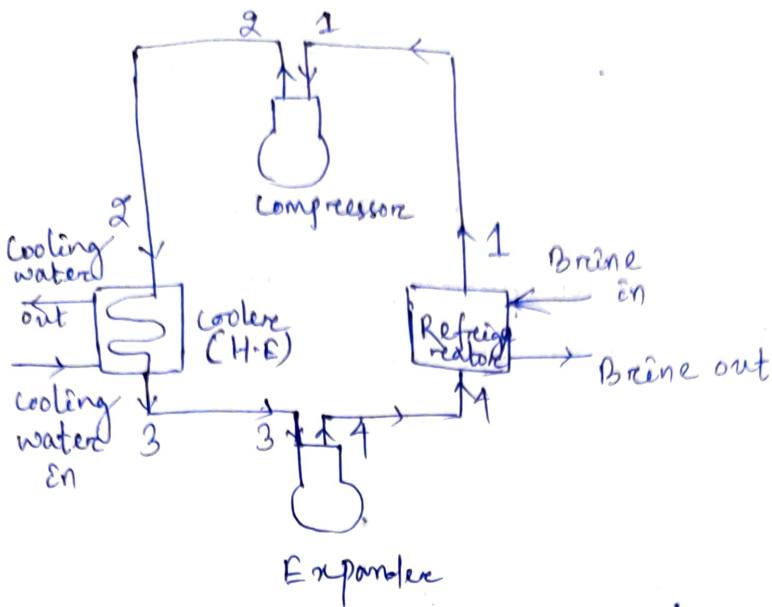 2 1
compressor
2
cooling
water
out
cooler
(H.E)
cooling
water
in
3
1
Brine
in
Refrige
rator
Brine out
4
3 4
Expander